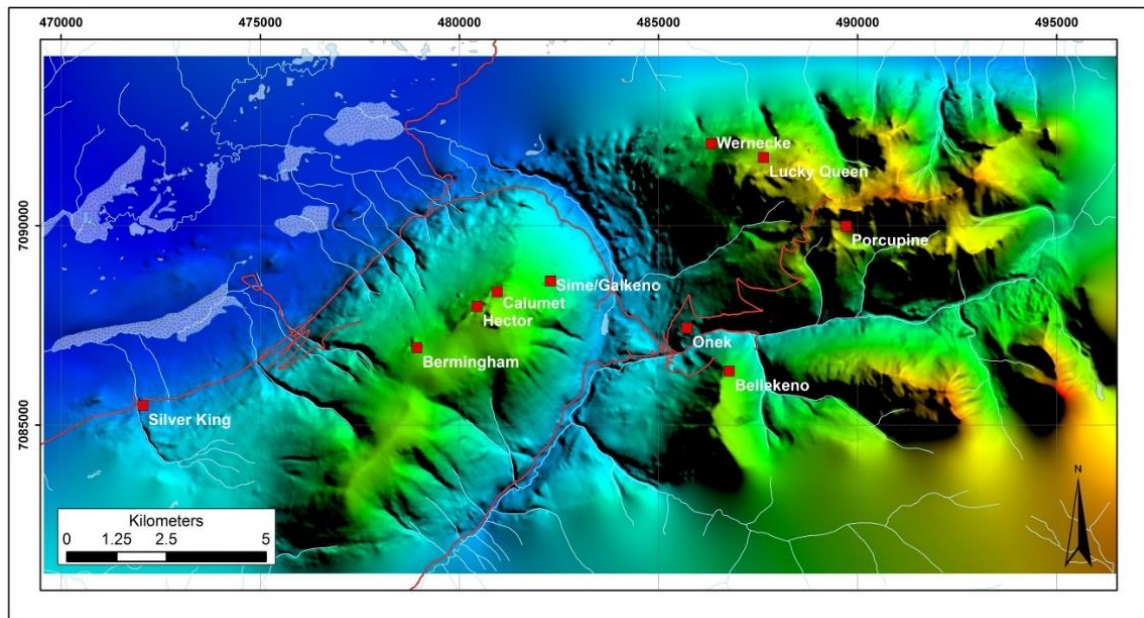 470000 475000 480000 485000 490000 495000
Wernecke
Lucky Queen
7090000
Porcupine
Sime/Galkeno
Calumet
Hector
Onek
Bermingham
Bellekeno
7085000
Silver King
N
Kilometers
0 1.25 2.5 5